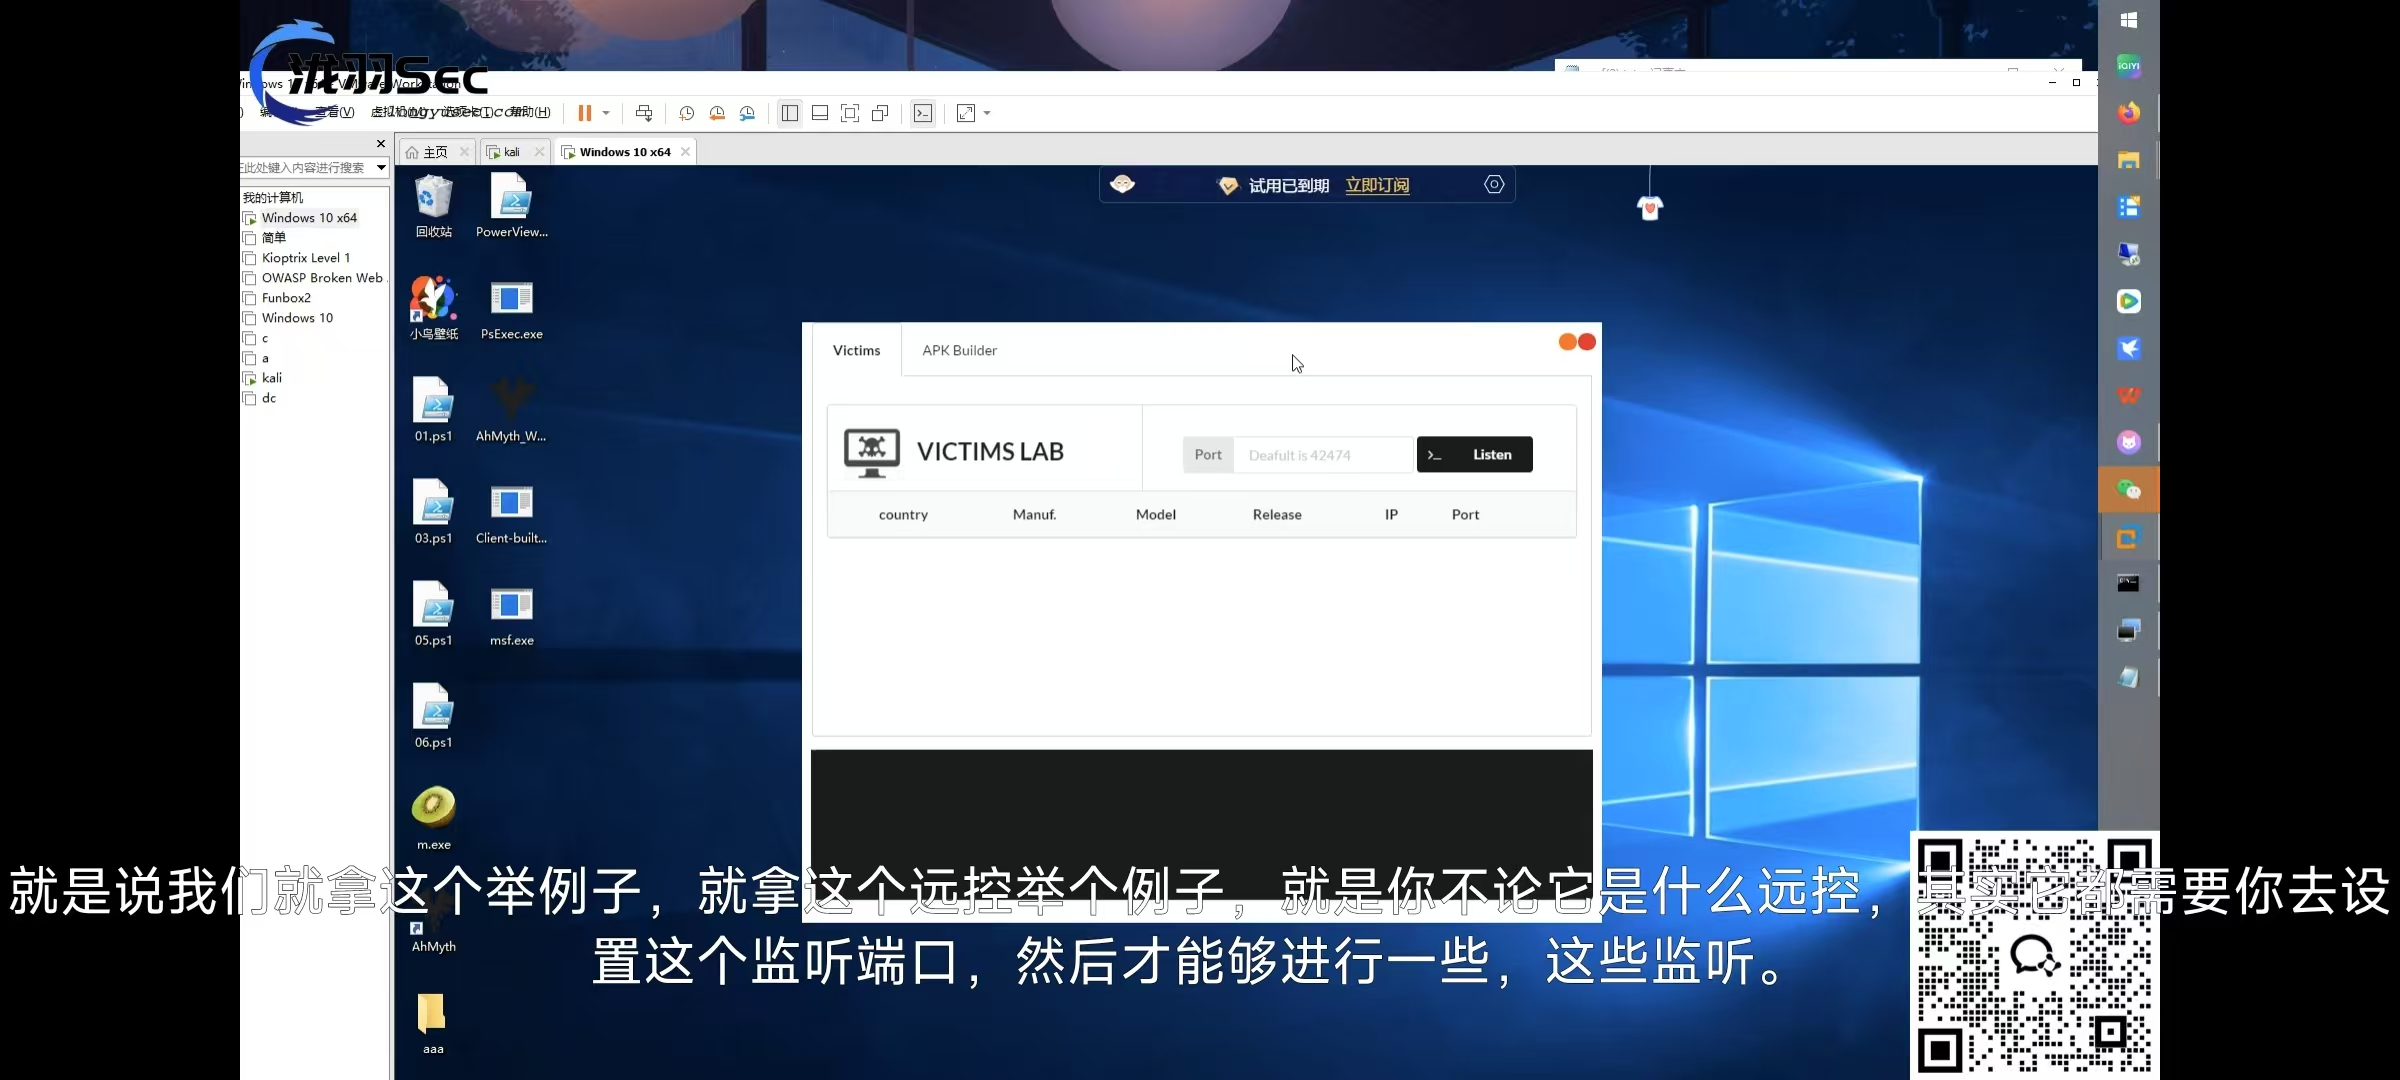 泷羽Sec
查看(V)
帮助(H)
主页
kali
Windows 10 x64
在此处键入内容进行搜索
我的计算机
Windows 10 x64
简单
Kioptrix Level 1
OWASP Broken Web
Funbox2
Windows 10
c
a
kali
dc
试用已到期 立即订阅
回收站
PowerView...
小鸟壁纸
PsExec.exe
01.ps1
AhMyth_W...
03.ps1
Client-built...
05.ps1
msf.exe
06.ps1
m.exe
AhMyth
aaa
Victims
APK Builder
VICTIMS LAB
Port
Deafult is 42474
>_ Listen
country
Manuf.
Model
Release
IP
Port
iQIYI
就是说我们就拿这个举例子，就拿这个远控举个例子，就是你不论它是什么远控，其实它都需要你去设
置这个监听端口，然后才能够进行一些，这些监听。